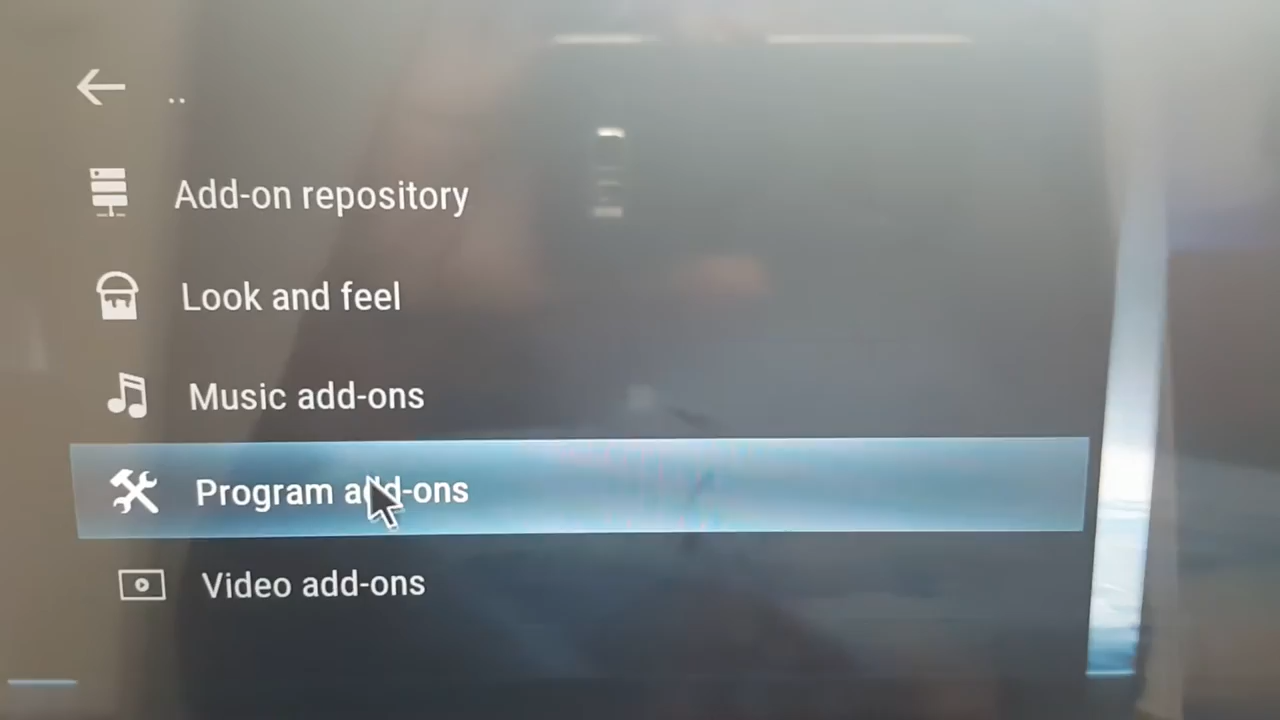 ..
Add-on repository
Look and feel
Music add-ons
Program add-ons
Video add-ons